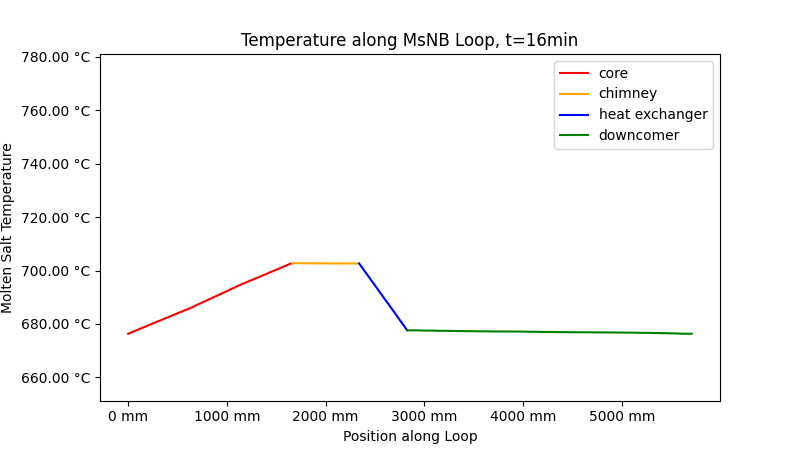 Temperature along MsNB Loop, t=16min
780.00 °C
760.00 °C
740.00 °C
720.00 °C
700.00 °C
680.00 °C
660.00 °C
Molten Salt Temperature
core
chimney
heat exchanger
downcomer
0 mm
1000 mm
2000 mm
3000 mm
4000 mm
5000 mm
Position along Loop